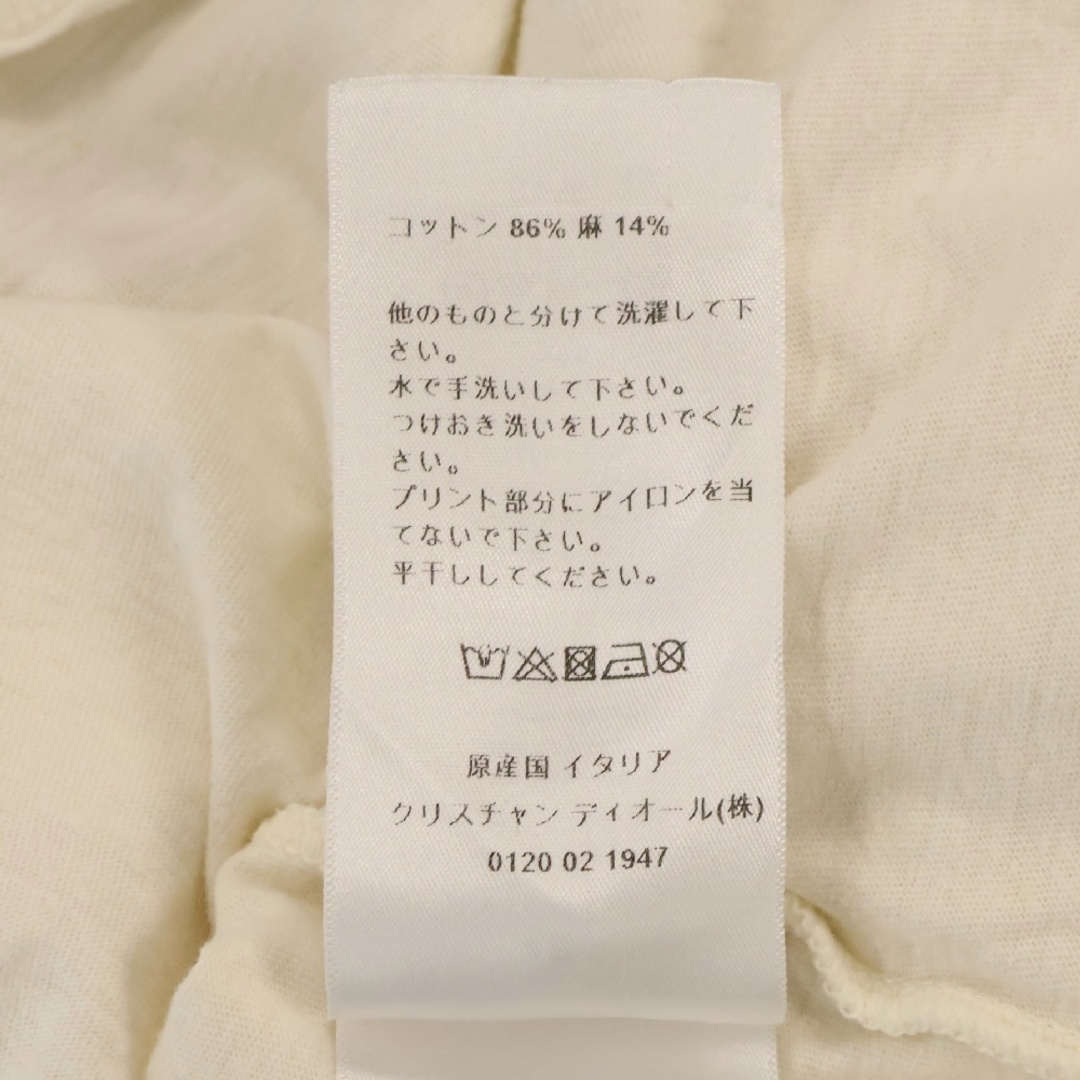 コットン 86% 麻 14%
他のものと分けて洗濯して下
さい。
水で手洗いして下さい。
つけおき洗いをしないでくだ
さい。
プリント部分にアイロンを当
てないで下さい。
平干ししてください。
原産国 イタリア
クリスチャン ディオール(株)
0120 02 1947